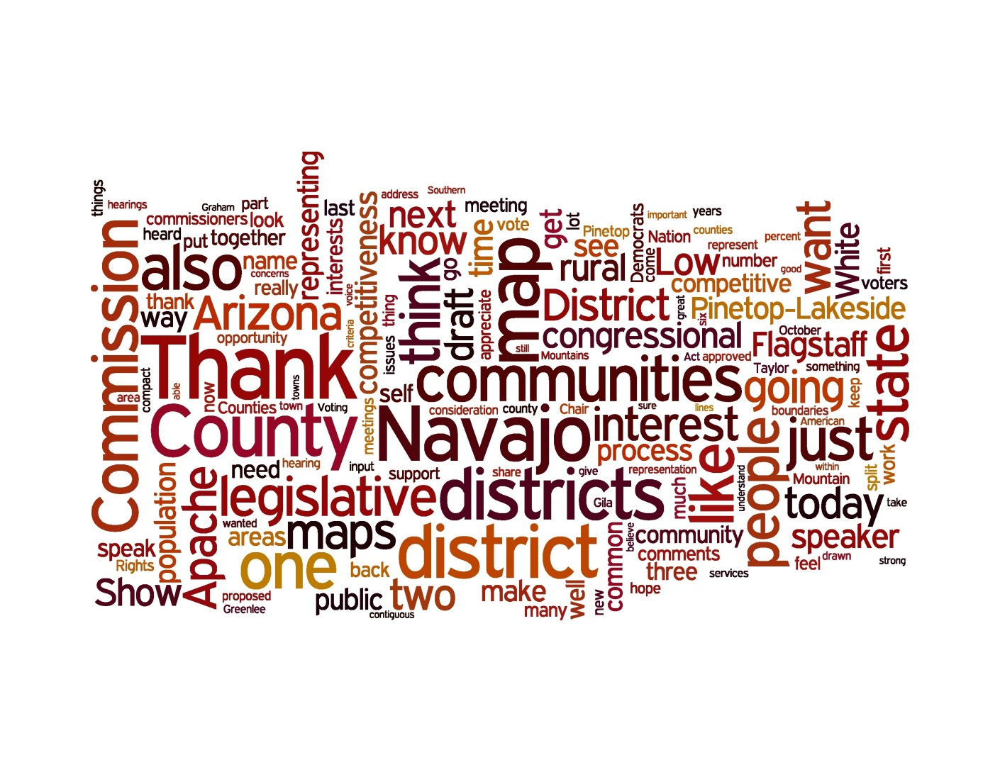 things
hearings
Graham
part
commissioners
look
heard
put
together
representing
last
interests
also
name
concerns
really
thank
way
Arizona
opportunity
voice
criteria
competitiveness
Commission
Thank
area
compact
able
now
towns
Counties
town
Voting
County
meetings
address
Southern
next
know
meeting
vote
time
get
lot
Pinetop
see
rural
Democrats
come
important
years
Nation
counties
represent
percent
Low
number
good
want
White
first
voters
competitive
think
go
draft
thing
issues
appreciate
map
still
District
great
six
Pinetop-Lakeside
congressional
Mountains
October
Flagstaff
Act
approved
Taylor
something
state
self
communities
going
keep
consideration
county
Chair
sure
lines
boundaries
American
Navajo
interest
process
just
people
like
understand
within
Mountain
split
work
need
hearing
input
support
share
give
representation
population
Apache
legislative
districts
Gila
much
today
take
wanted
areas
maps
district
common
believe
community
speaker
comments
three
services
feel
drawn
strong
speak
Rights
one
back
Show
proposed
Greenlee
public
contiguous
two
make
many
well
new
hope